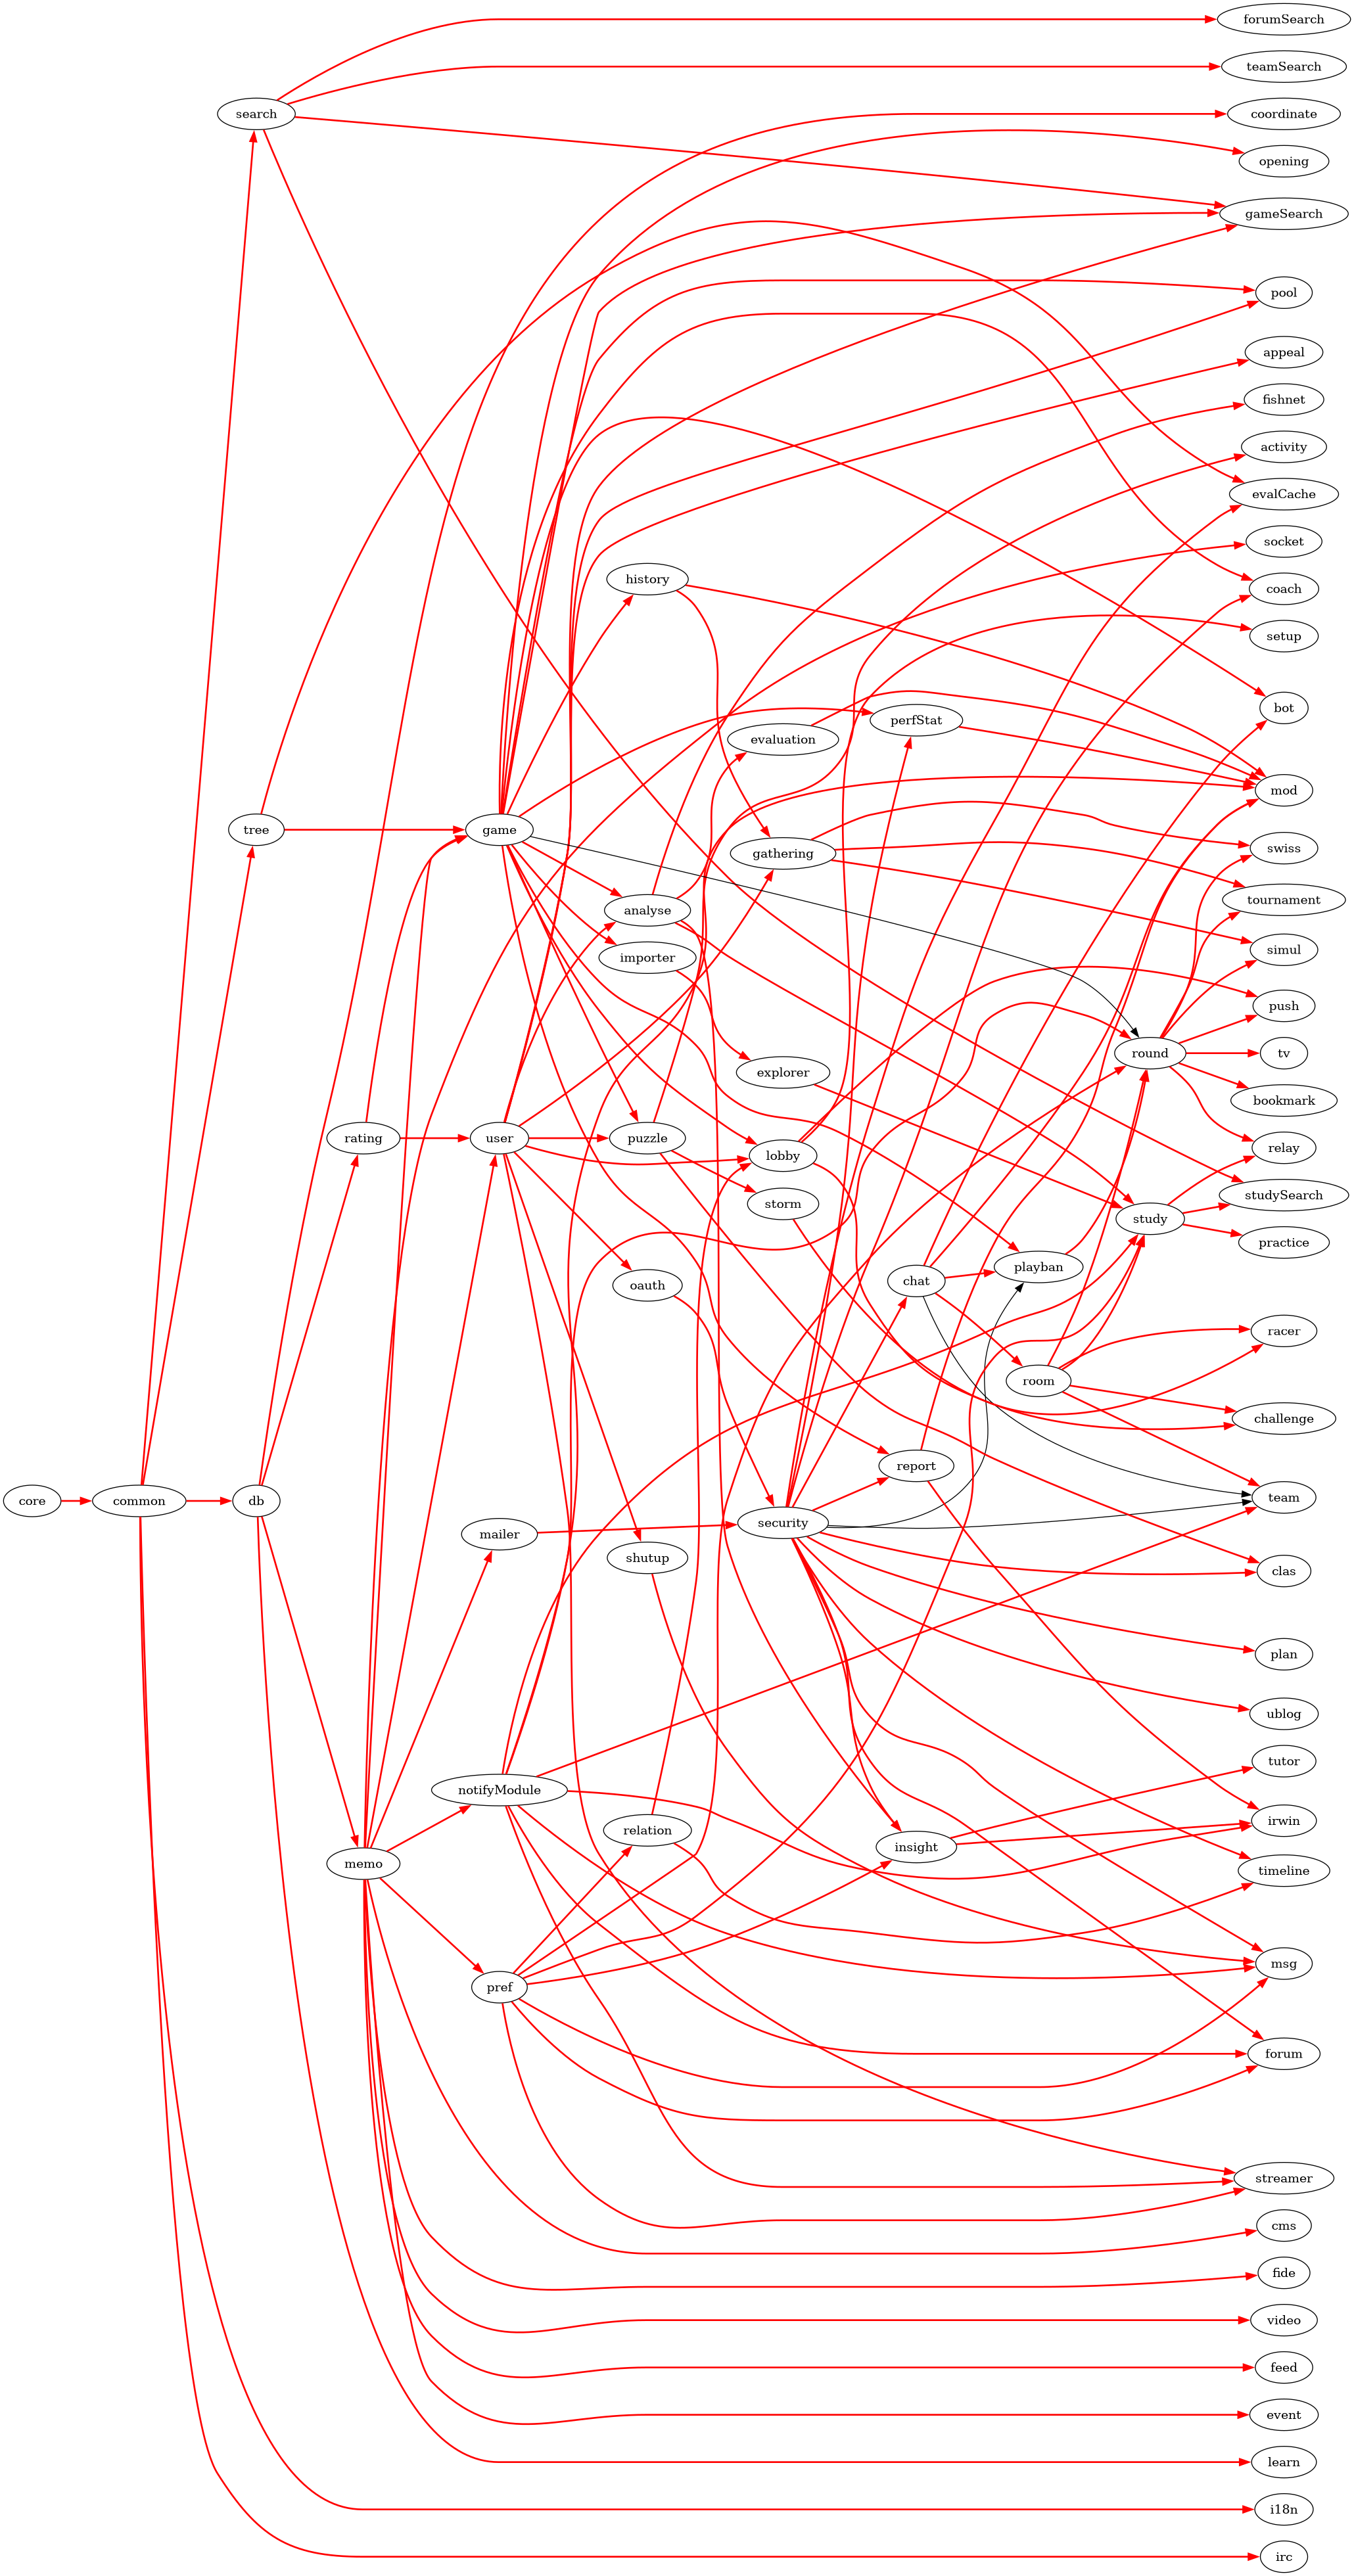 forumSearch
teamSearch
search
coordinate
opening
gameSearch
pool
appeal
fishnet
activity
evalCache
socket
history
coach
setup
bot
perfStat
evaluation
mod
tree
game
swiss
gathering
tournament
analyse
simul
importer
push
round
tv
explorer
bookmark
rating
user
puzzle
relay
lobby
studySearch
storm
study
practice
playban
chat
oauth
racer
room
challenge
report
team
core
common
db
security
mailer
shutup
clas
plan
ublog
tutor
notifyModule
irwin
relation
insight
memo
timeline
msg
pref
forum
streamer
cms
fide
video
feed
event
learn
i18n
irc